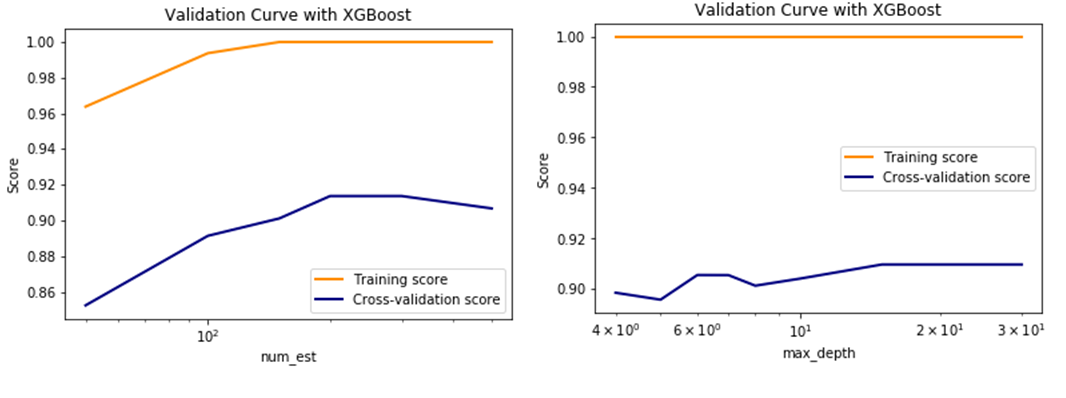 Validation Curve with XGBoost
1.00
0.98
0.96
0.94
0.92
0.90
0.88
0.86
Score
Training score
Cross-validation score
10²
num_est
Validation Curve with XGBoost
1.00
0.98
0.96
0.94
0.92
0.90
Score
Training score
Cross-validation score
4 × 10⁰ 6 × 10⁰ 10¹ 2 × 10¹ 3 × 10¹
max_depth